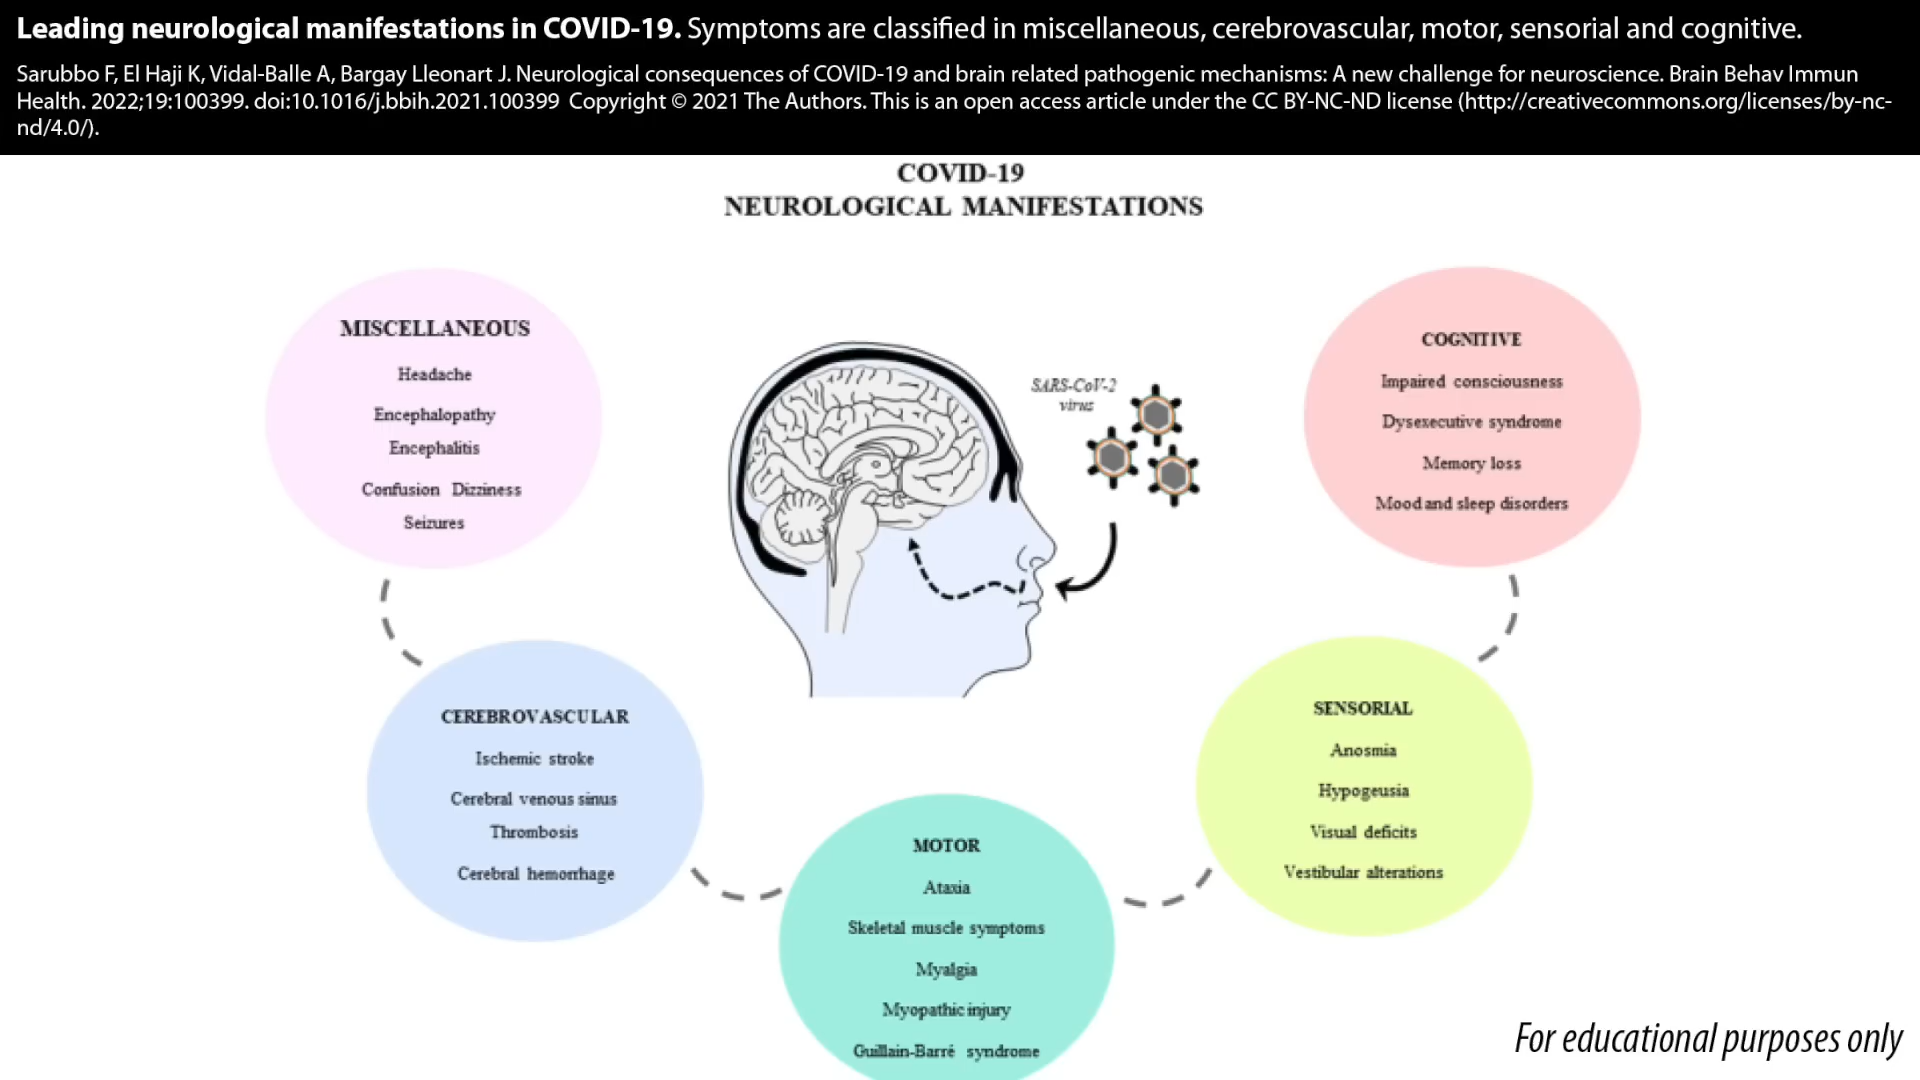 Leading neurological manifestations in COVID-19. Symptoms are classified in miscellaneous, cerebrovascular, motor, sensorial and cognitive.
Sarubbo F, El Haji K, Vidal-Balle A, Bargay Lleonart J. Neurological consequences of COVID-19 and brain related pathogenic mechanisms: A new challenge for neuroscience. Brain Behav Immun
Health. 2022;19:100399. doi:10.1016/j.bbih.2021.100399 Copyright © 2021 The Authors. This is an open access article under the CC BY-NC-ND license (http://creativecommons.org/licenses/by-nc-
nd/4.0/).
COVID-19
NEUROLOGICAL MANIFESTATIONS
MISCELLANEOUS
Headache
Encephalopathy
Encephalitis
Confusion Dizziness
Seizures
CEREBROVASCULAR
Ischemic stroke
Cerebral venous sinus
Thrombosis
Cerebral hemorrhage
SARS-CoV-2
virus
MOTOR
Ataxia
Skeletal muscle symptoms
Myalgia
Myopathic injury
Guillain-Barré syndrome
SENSORIAL
Anosmia
Hypogeusia
Visual deficits
Vestibular alterations
COGNITIVE
Impaired consciousness
Dysexecutive syndrome
Memory loss
Mood and sleep disorders
For educational purposes only